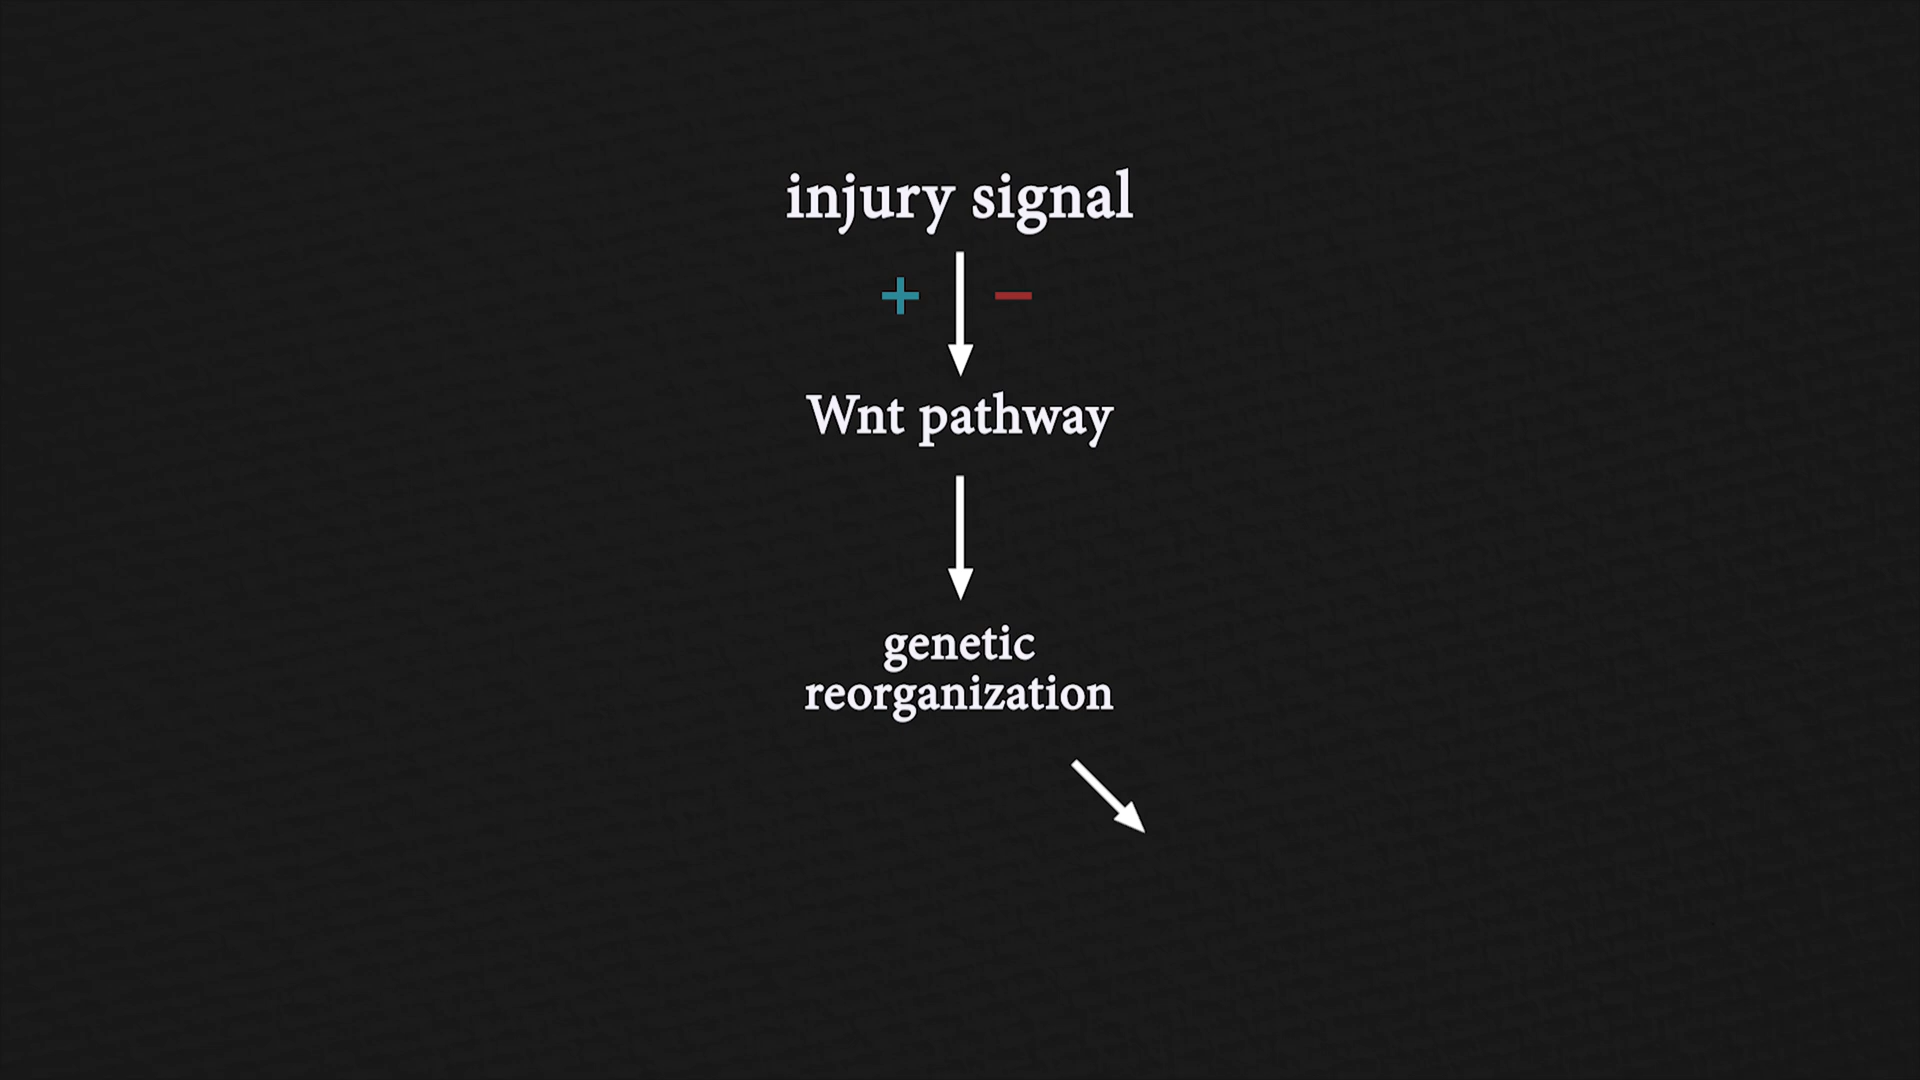 injury signal
+ −
Wnt pathway
genetic
reorganization